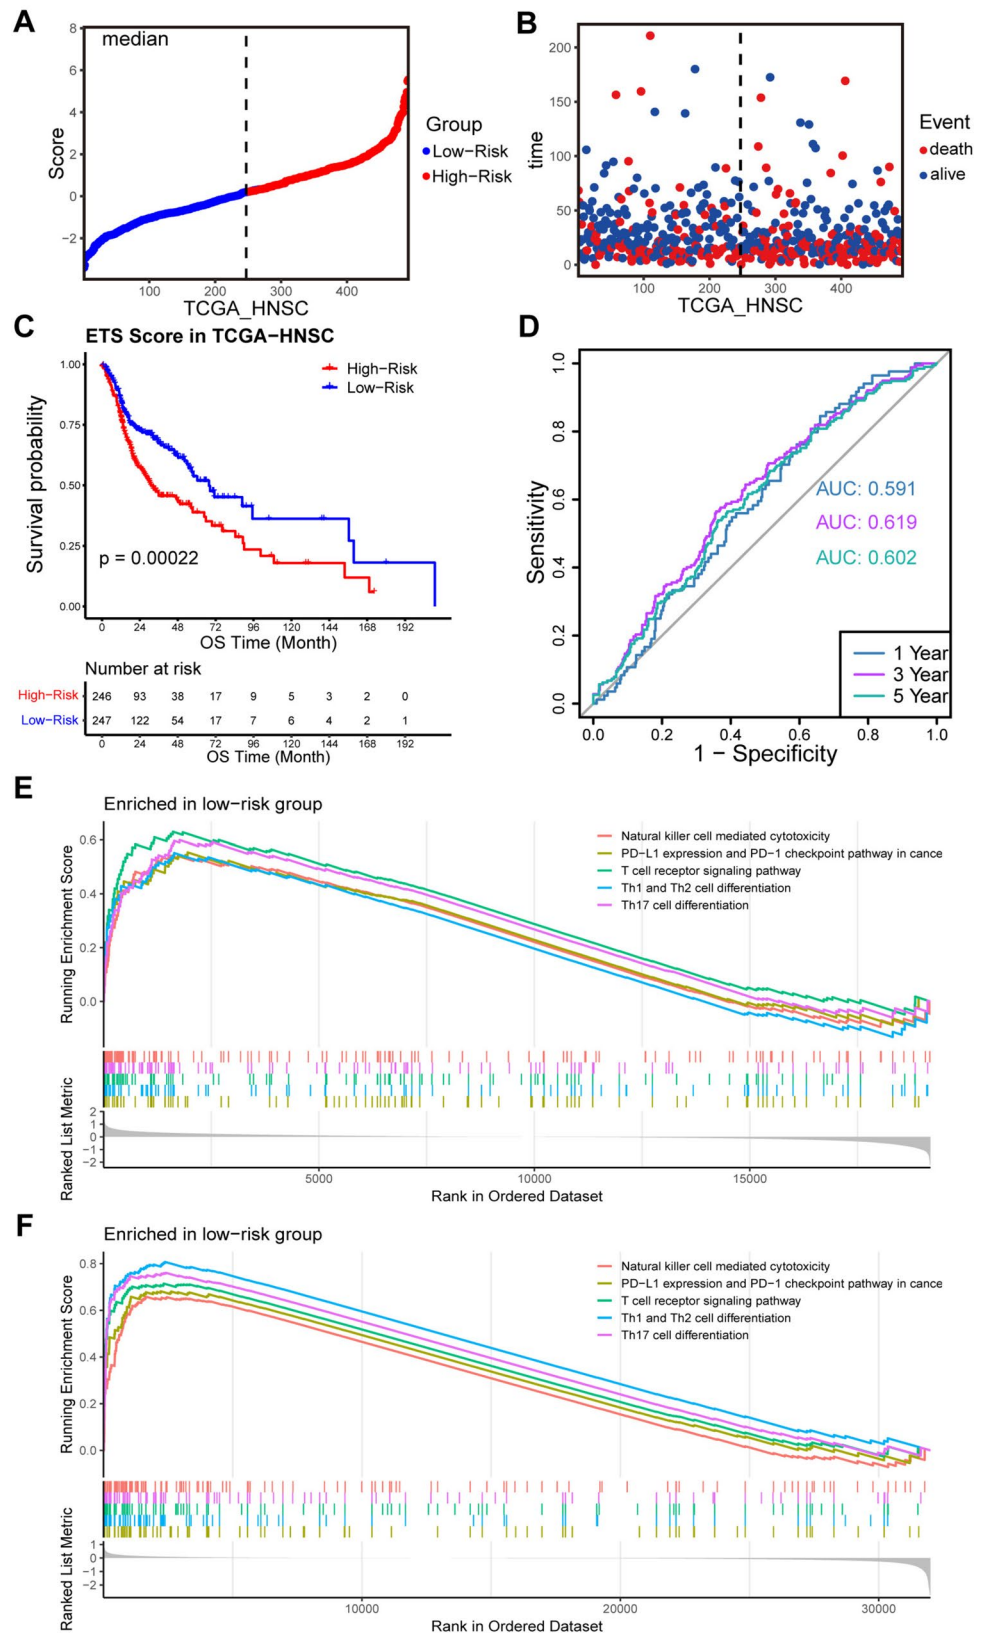 A
median
8
6
4
2
0
−2
Score
100 200 300 400
TCGA_HNSC
Group
Low-Risk
High-Risk
B
200
150
100
50
0
time
100 200 300 400
TCGA_HNSC
Event
death
alive
C
ETS Score in TCGA−HNSC
1.00
0.75
0.50
0.25
0.00
Survival probability
High−Risk
Low−Risk
p = 0.00022
0 24 48 72 96 120 144 168 192
OS Time (Month)
Number at risk
High−Risk 246 93 38 17 9 5 3 2 0
Low−Risk 247 122 54 17 7 6 4 2 1
0 24 48 72 96 120 144 168 192
OS Time (Month)
D
1.0
0.8
0.6
0.4
0.2
0.0
Sensitivity
AUC: 0.591
AUC: 0.619
AUC: 0.602
1 Year
3 Year
5 Year
0.0 0.2 0.4 0.6 0.8 1.0
1 − Specificity
E
Enriched in low−risk group
0.6
0.4
0.2
0.0
Running Enrichment Score
Natural killer cell mediated cytotoxicity
PD−L1 expression and PD−1 checkpoint pathway in cance
T cell receptor signaling pathway
Th1 and Th2 cell differentiation
Th17 cell differentiation
2
1
0
−1
−2
Ranked List Metric
5000 10000 15000
Rank in Ordered Dataset
F
Enriched in low−risk group
0.8
0.6
0.4
0.2
0.0
Running Enrichment Score
Natural killer cell mediated cytotoxicity
PD−L1 expression and PD−1 checkpoint pathway in cance
T cell receptor signaling pathway
Th1 and Th2 cell differentiation
Th17 cell differentiation
1
0
−1
−2
Ranked List Metric
10000 20000 30000
Rank in Ordered Dataset